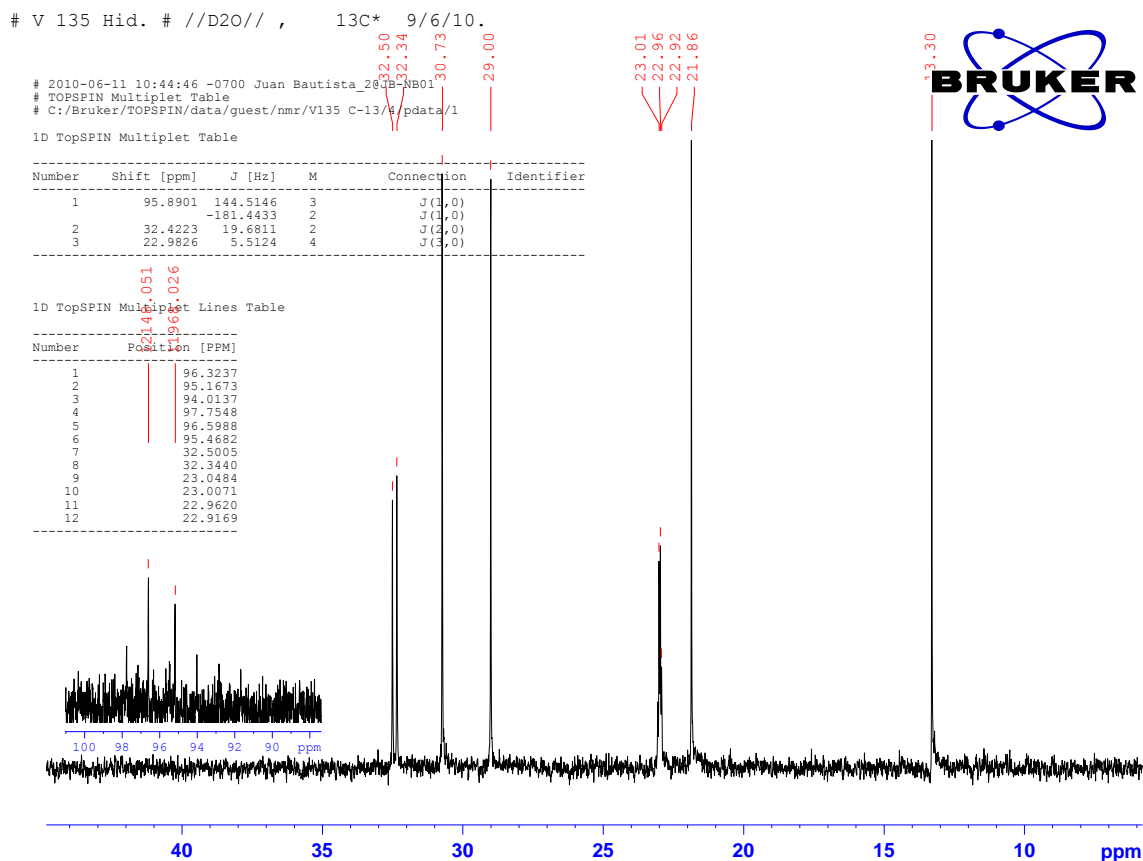 # V 135 Hid. # //D2O// , 13C* 9/6/10.
32.50
32.34
30.73
29.00
23.01
22.96
22.92
21.86
13.30
BRUKER
# 2010-06-11 10:44:46 -0700 Juan Bautista_2@JB-NB01
# TOPSPIN Multiplet Table
# C:/Bruker/TOPSPIN/data/guest/nmr/V135 C-13/4/pdata/1
1D TopSPIN Multiplet Table
Number Shift [ppm] J [Hz] M Connection Identifier
1 95.8901 144.5146 3 J(1,0)
-181.4433 2 J(1,0)
2 32.4223 19.6811 2 J(2,0)
3 22.9826 5.5124 4 J(3,0)
12148.051
11968.026
1D TopSPIN Multiplet Lines Table
Number Position [PPM]
1 96.3237
2 95.1673
3 94.0137
4 97.7548
5 96.5988
6 95.4682
7 32.5005
8 32.3440
9 23.0484
10 23.0071
11 22.9620
12 22.9169
100 98 96 94 92 90 ppm
40 35 30 25 20 15 10 ppm